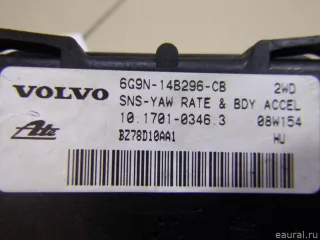 VOLVO
6G9N-14B296-CB 2WD
SNS-YAW RATE & BDY ACCEL
10.1701-0346.3 08W154
Ate
BZ78D10AA1 HU
eaural.ru